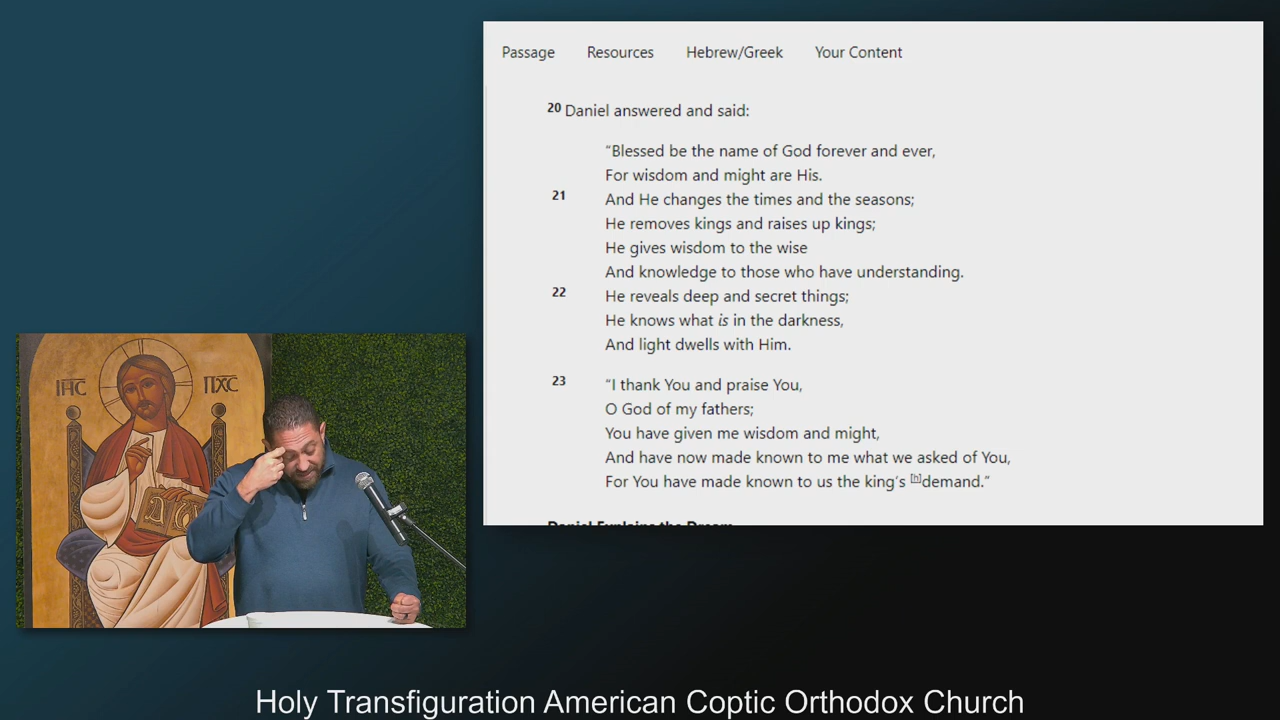 Passage Resources Hebrew/Greek Your Content
20 Daniel answered and said:
“Blessed be the name of God forever and ever,
For wisdom and might are His.
21 And He changes the times and the seasons;
He removes kings and raises up kings;
He gives wisdom to the wise
And knowledge to those who have understanding.
22 He reveals deep and secret things;
He knows what is in the darkness,
And light dwells with Him.
23 “I thank You and praise You,
O God of my fathers;
You have given me wisdom and might,
And have now made known to me what we asked of You,
For You have made known to us the king’s [h]demand.”
Daniel Explains the Dream
IHC ΠΧC
Holy Transfiguration American Coptic Orthodox Church